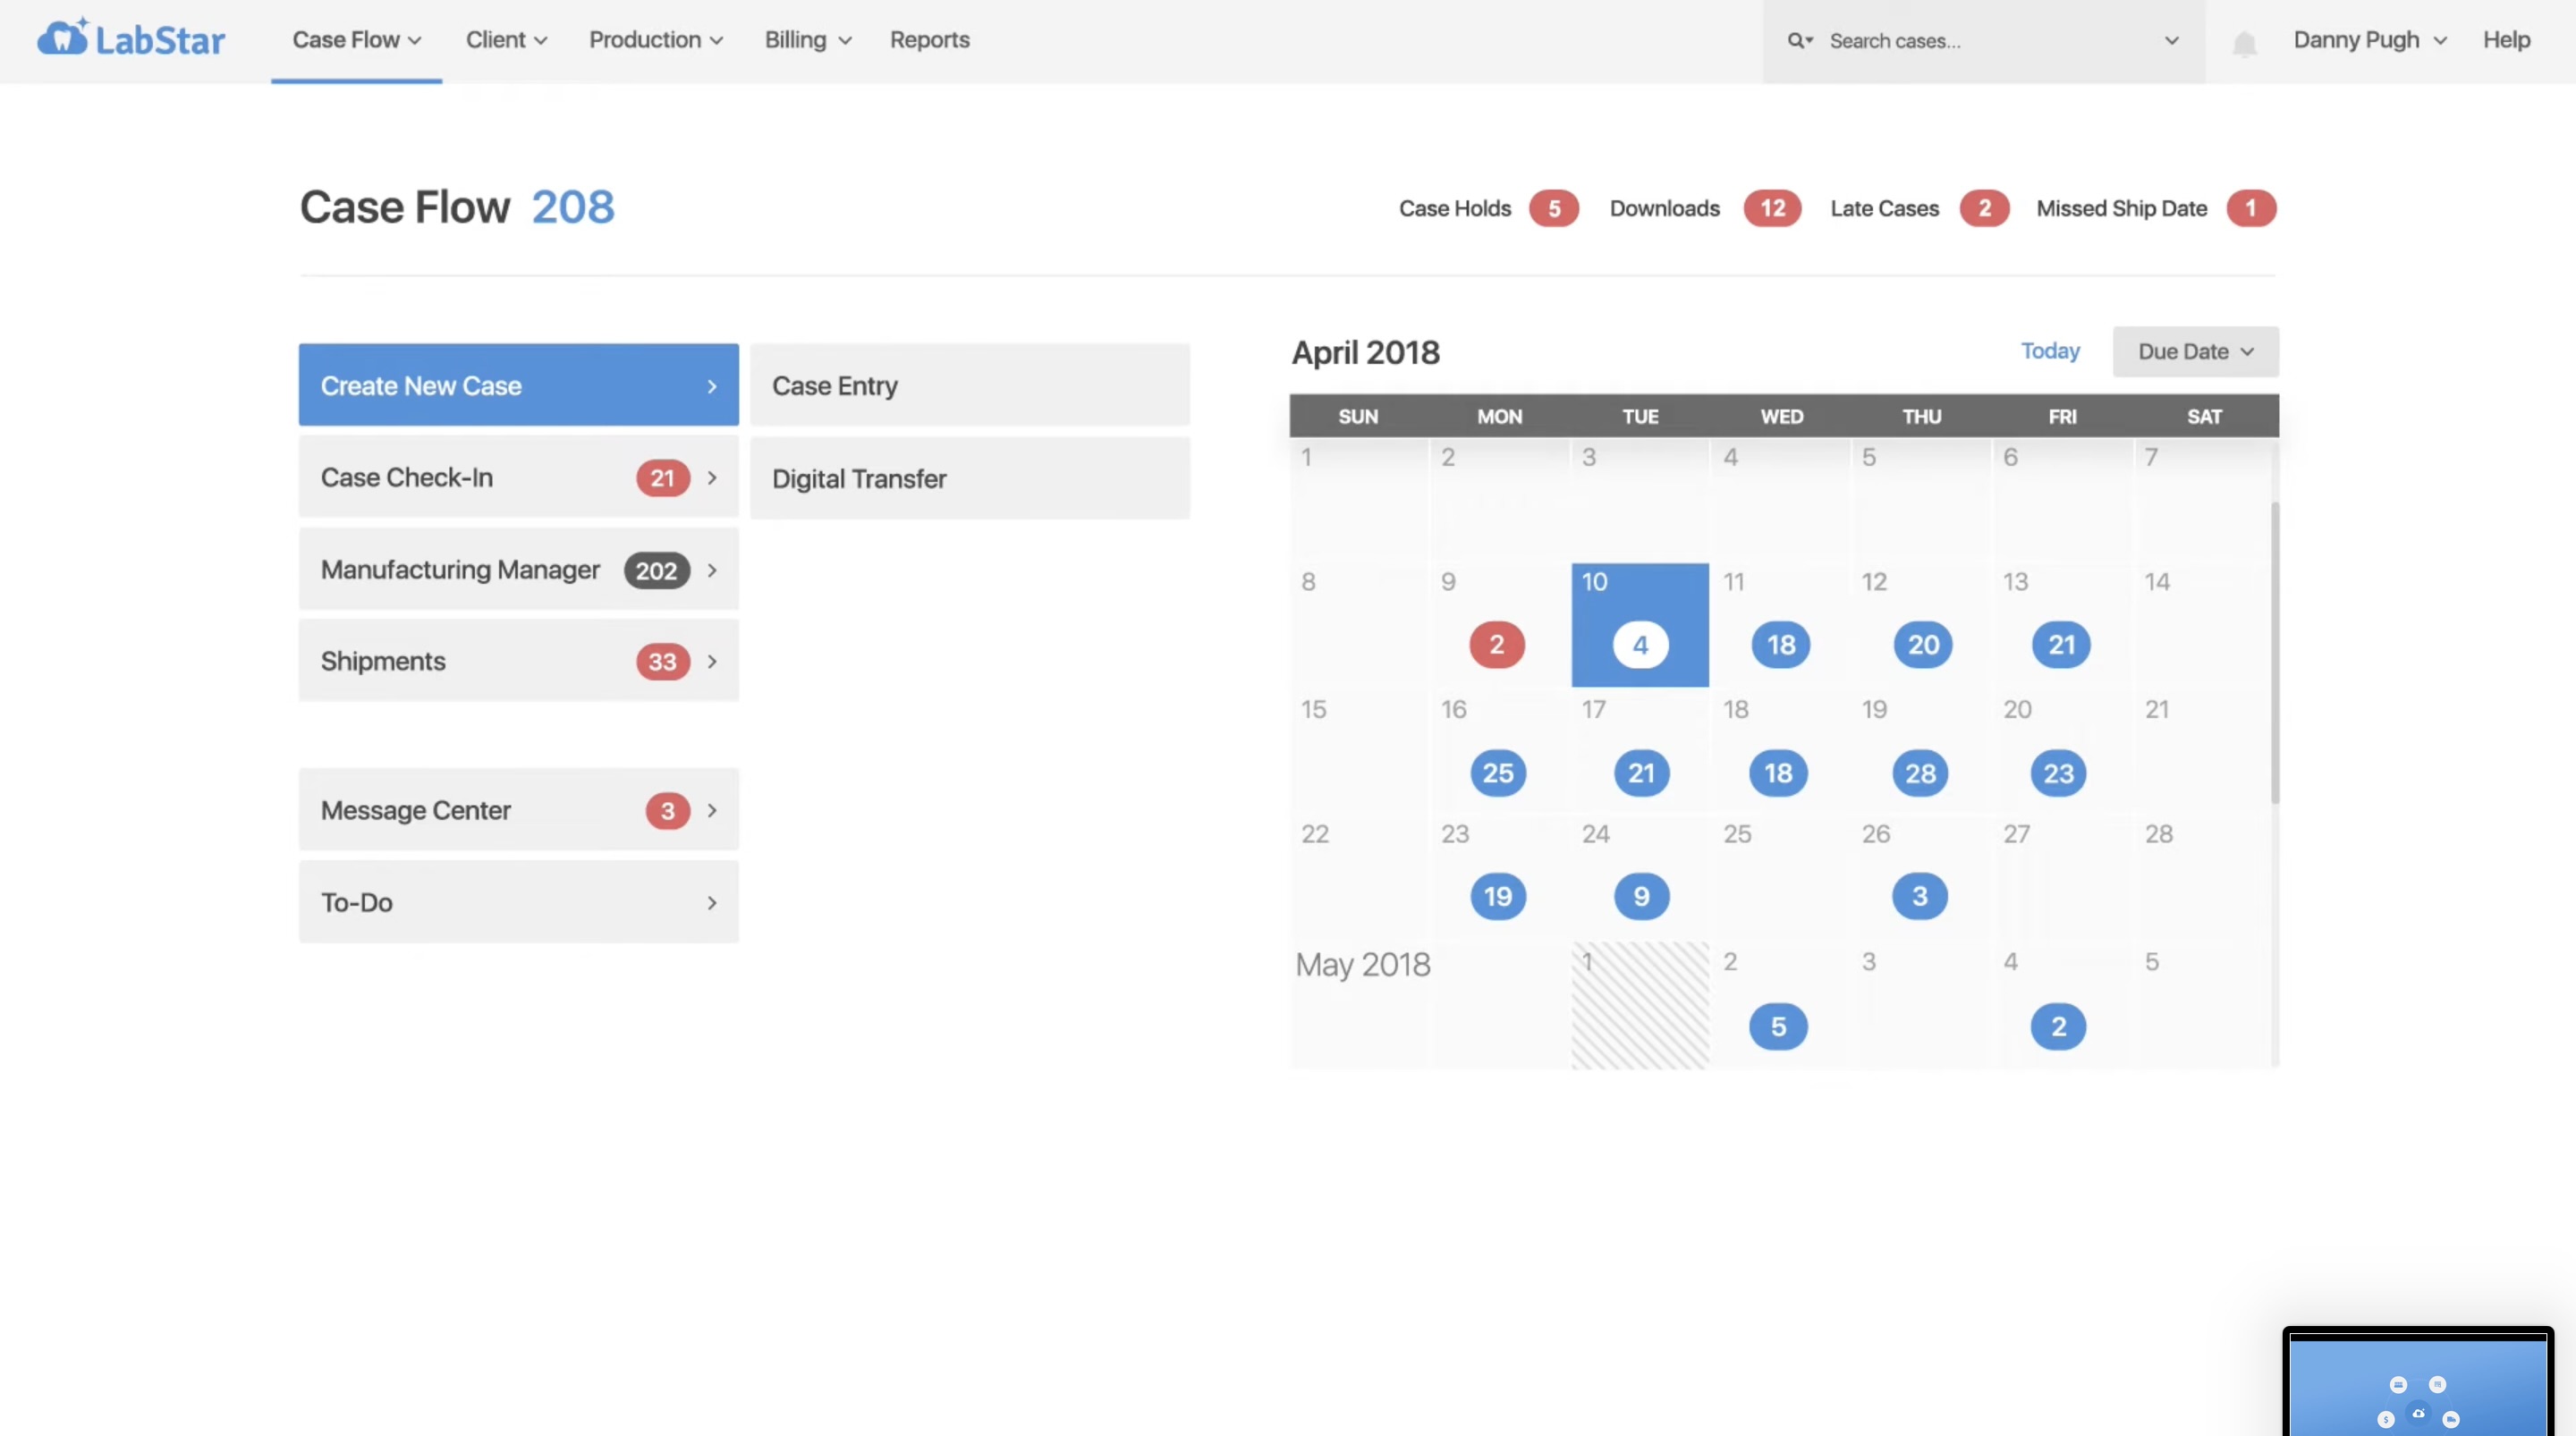 LabStar Case Flow Client Production Billing Reports Search cases... Danny Pugh Help
Case Flow 208
Case Holds 5 Downloads 12 Late Cases 2 Missed Ship Date 1
Create New Case
Case Check-In 21
Manufacturing Manager 202
Shipments 33
Message Center 3
To-Do
Case Entry
Digital Transfer
April 2018 Today Due Date
SUN MON TUE WED THU FRI SAT
1 2 3 4 5 6 7
8 9 10 11 12 13 14
2 4 18 20 21
15 16 17 18 19 20 21
25 21 18 28 23
22 23 24 25 26 27 28
19 9 3
May 2018 1 2 3 4 5
5 2
$